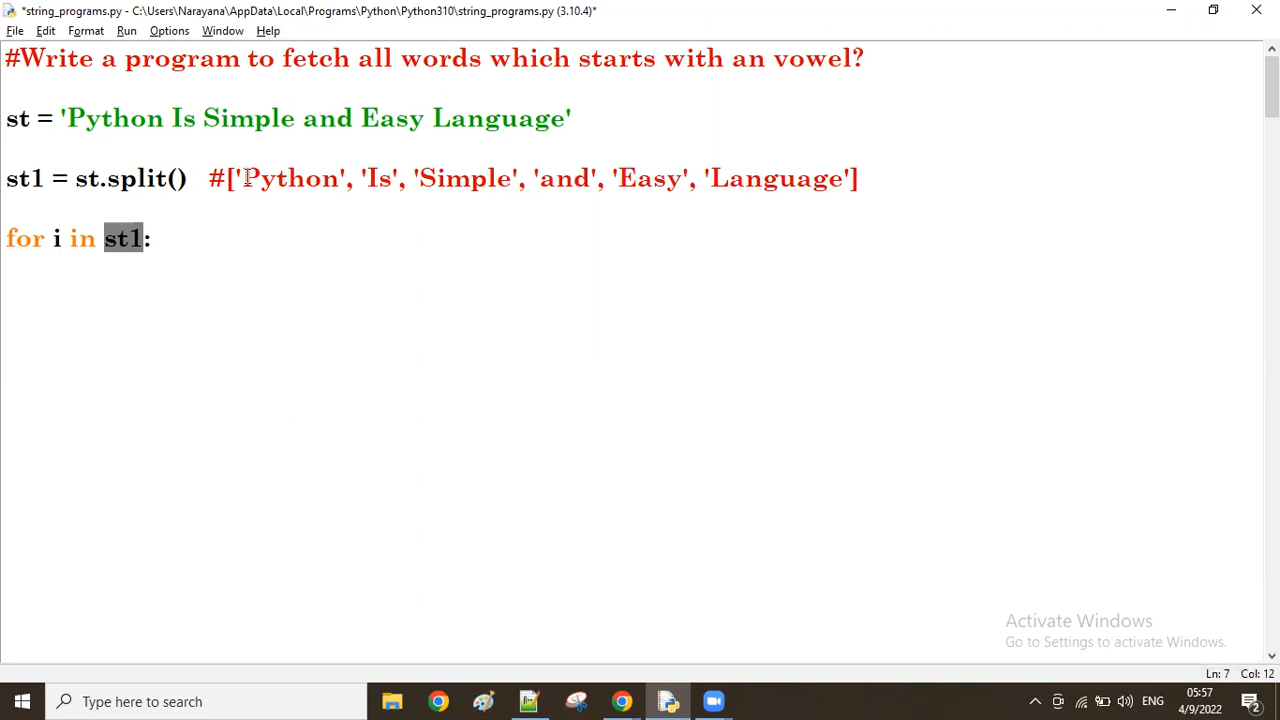 *string_programs.py - C:\Users\Narayana\AppData\Local\Programs\Python\Python310\string_programs.py (3.10.4)*
File Edit Format Run Options Window Help
#Write a program to fetch all words which starts with an vowel?
st = 'Python Is Simple and Easy Language'
st1 = st.split() #['Python', 'Is', 'Simple', 'and', 'Easy', 'Language']
for i in st1:
Activate Windows
Go to Settings to activate Windows.
Ln: 7 Col: 12
Type here to search
ENG
05:57
4/9/2022
2